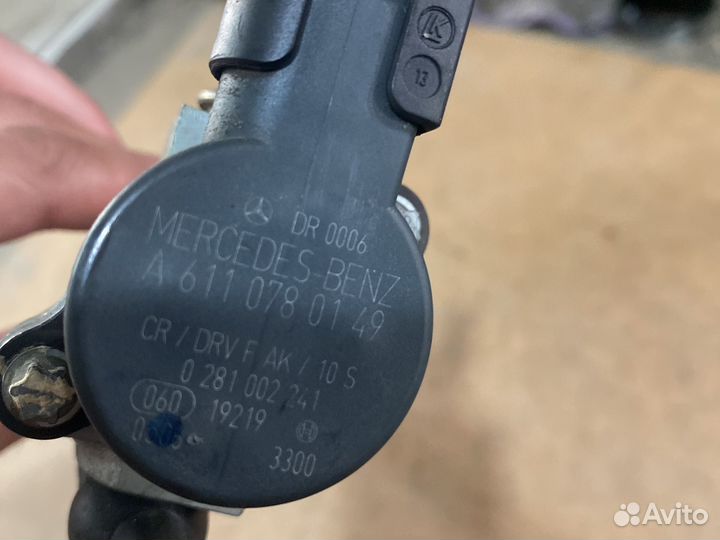 LK
13
DR 0006
MERCEDES-BENZ
A 611 078 01 49
CR / DRV F AK / 10 S
0 281 002 241
060 19219
3300
Avito